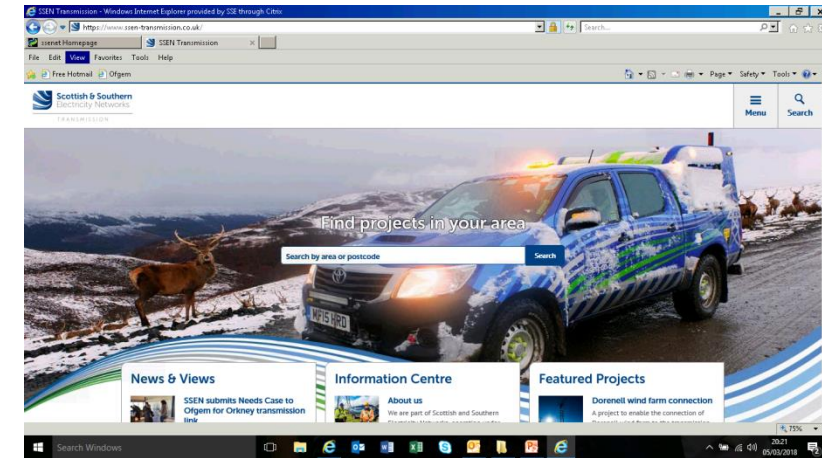 SSEN Transmission - Windows Internet Explorer provided by SSE through Citrix
https://www.ssen-transmission.co.uk/
Search...
ssenet Homepage
SSEN Transmission
File Edit View Favorites Tools Help
Free Hotmail Ofgem
Page Safety Tools
Scottish & Southern
Electricity Networks
TRANSMISSION
Menu
Search
Find projects in your area
Search by area or postcode
Search
MF15 HRD
News & Views
SSEN submits Needs Case to
Ofgem for Orkney transmission
link
Information Centre
About us
We are part of Scottish and Southern
Featured Projects
Dorenell wind farm connection
A project to enable the connection of
75%
Search Windows
20:21
05/03/2018